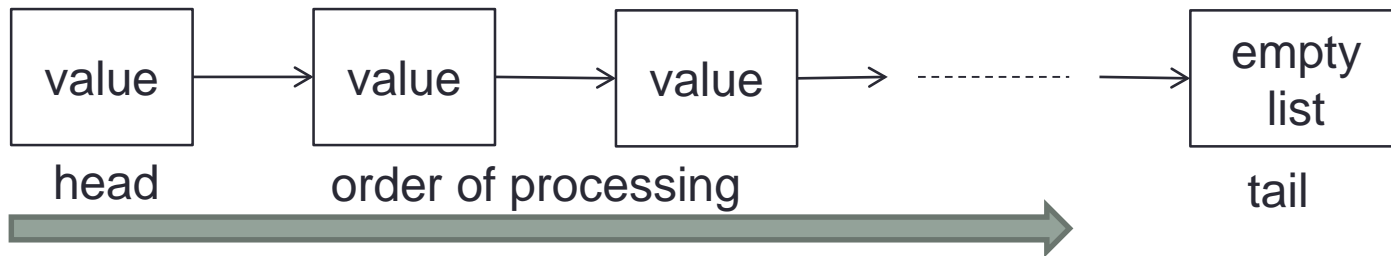 value
value
value
empty
list
head
order of processing
tail